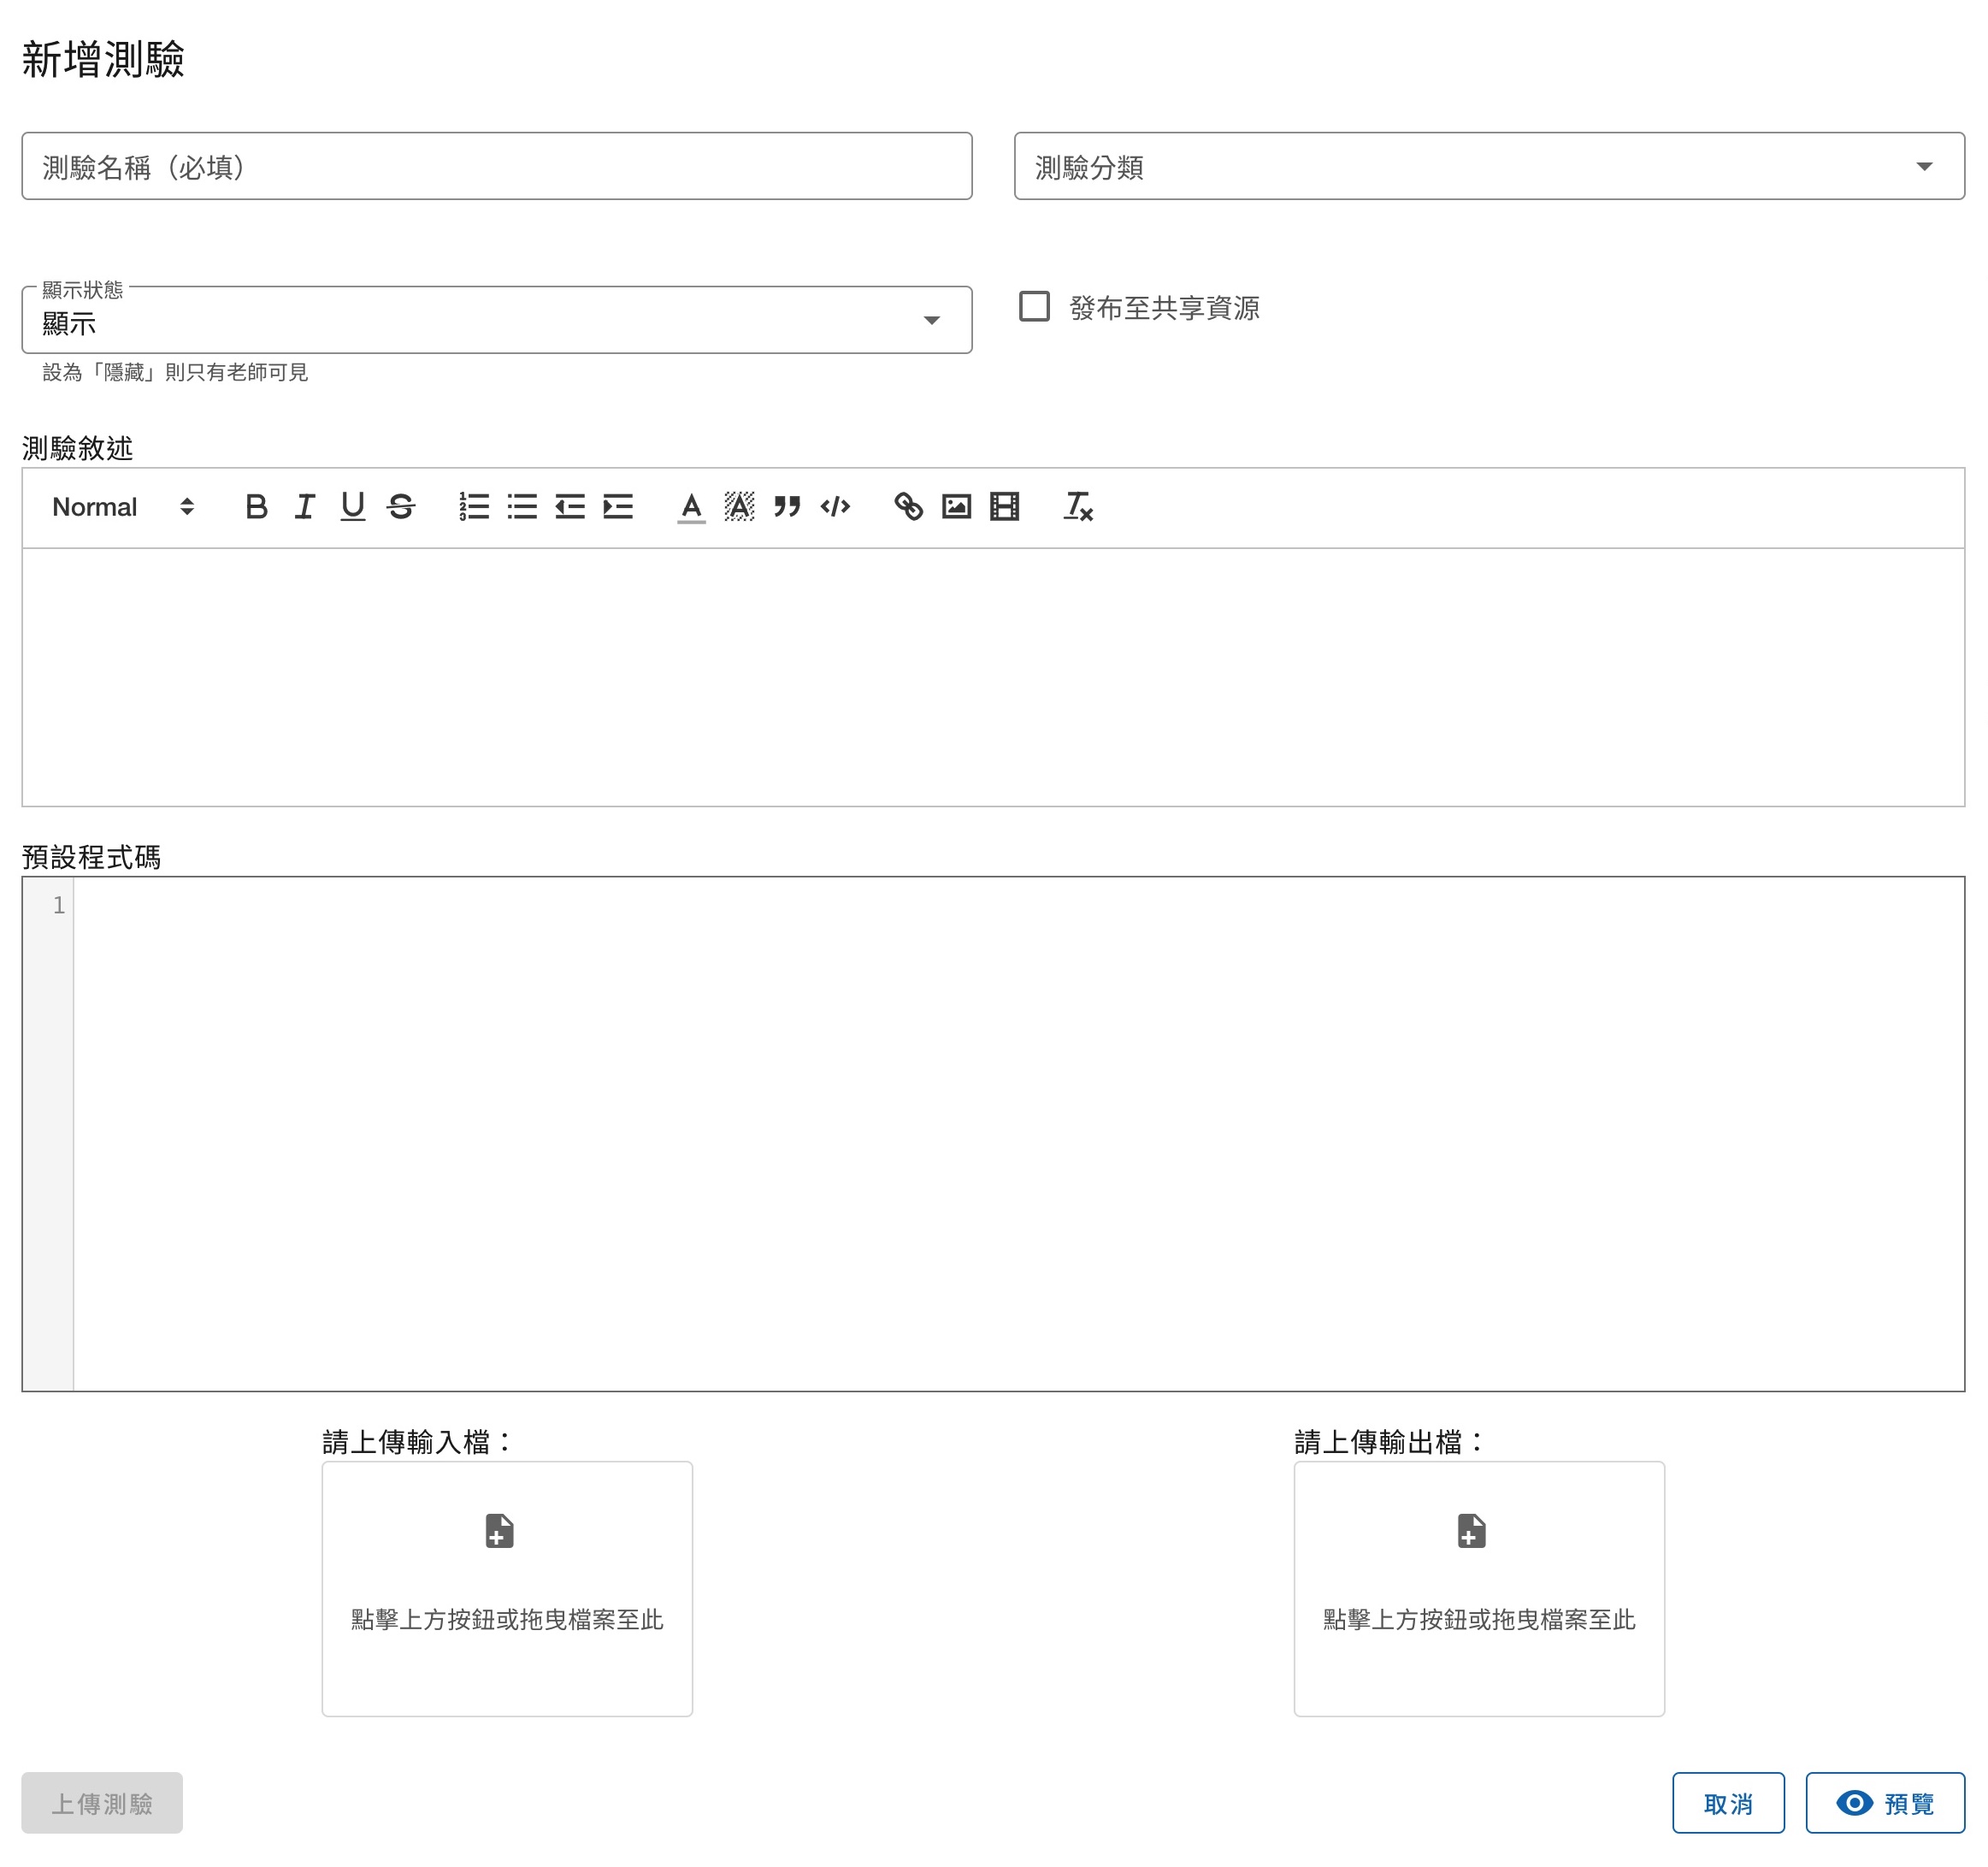 新增測驗
測驗名稱（必填）
測驗分類
顯示狀態
顯示
發布至共享資源
設為「隱藏」則只有老師可見
測驗敘述
Normal
預設程式碼
1
請上傳輸入檔：
請上傳輸出檔：
點擊上方按鈕或拖曳檔案至此
點擊上方按鈕或拖曳檔案至此
上傳測驗
取消
預覽